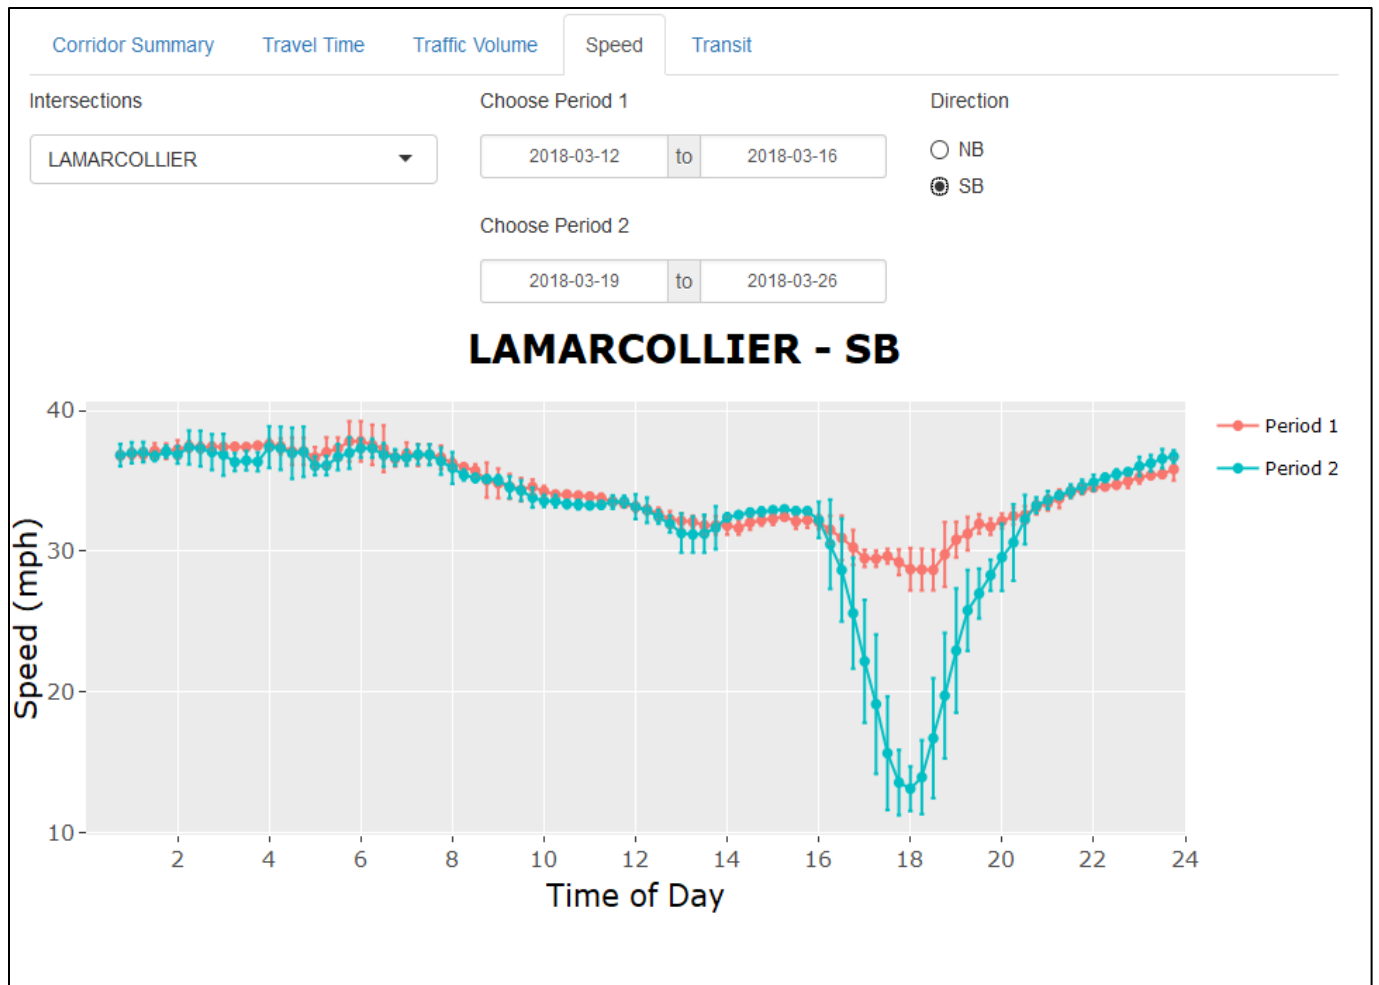 Corridor Summary Travel Time Traffic Volume Speed Transit
Intersections Choose Period 1 Direction
LAMARCOLLIER 2018-03-12 to 2018-03-16 NB
SB
Choose Period 2
2018-03-19 to 2018-03-26
LAMARCOLLIER - SB
40
30
20
10
Speed (mph)
2 4 6 8 10 12 14 16 18 20 22 24
Time of Day
Period 1
Period 2